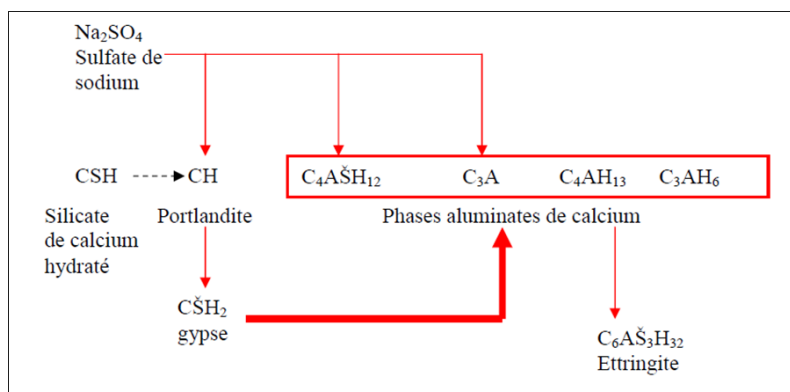 Na₂SO₄
Sulfate de
sodium
CSH
CH
C₄AŠH₁₂
C₃A
C₄AH₁₃
C₃AH₆
Silicate
de calcium
hydraté
Portlandite
Phases aluminates de calcium
CŠH₂
gypse
C₆AŠ₃H₃₂
Ettringite